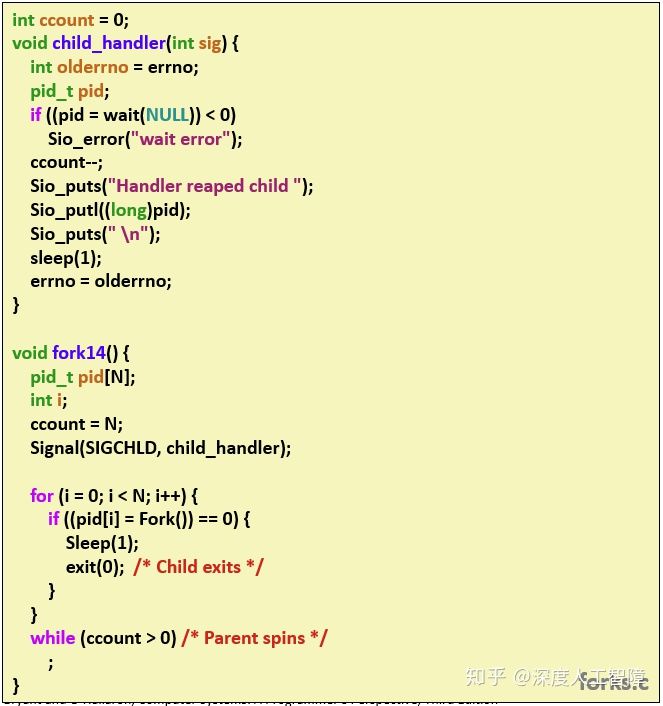 int ccount = 0;
void child_handler(int sig) {
    int olderrno = errno;
    pid_t pid;
    if ((pid = wait(NULL)) < 0)
        Sio_error("wait error");
    ccount--;
    Sio_puts("Handler reaped child ");
    Sio_putl((long)pid);
    Sio_puts(" \n");
    sleep(1);
    errno = olderrno;
}

void fork14() {
    pid_t pid[N];
    int i;
    ccount = N;
    Signal(SIGCHLD, child_handler);

    for (i = 0; i < N; i++) {
        if ((pid[i] = Fork()) == 0) {
            Sleep(1);
            exit(0);  /* Child exits */
        }
    }
    while (ccount > 0) /* Parent spins */
        ;
}
知乎 @深度人工智障
forks.c